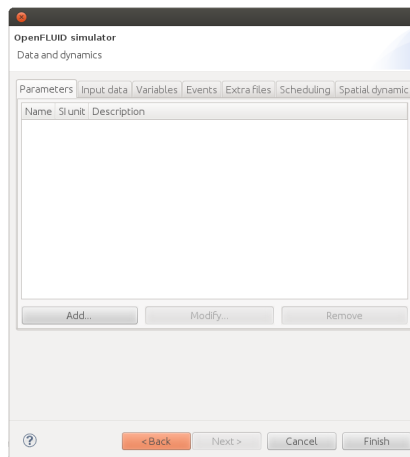 OpenFLUID simulator
Data and dynamics
Parameters Input data Variables Events Extra files Scheduling Spatial dynamic
Name SI unit Description
Add... Modify... Remove
< Back Next > Cancel Finish